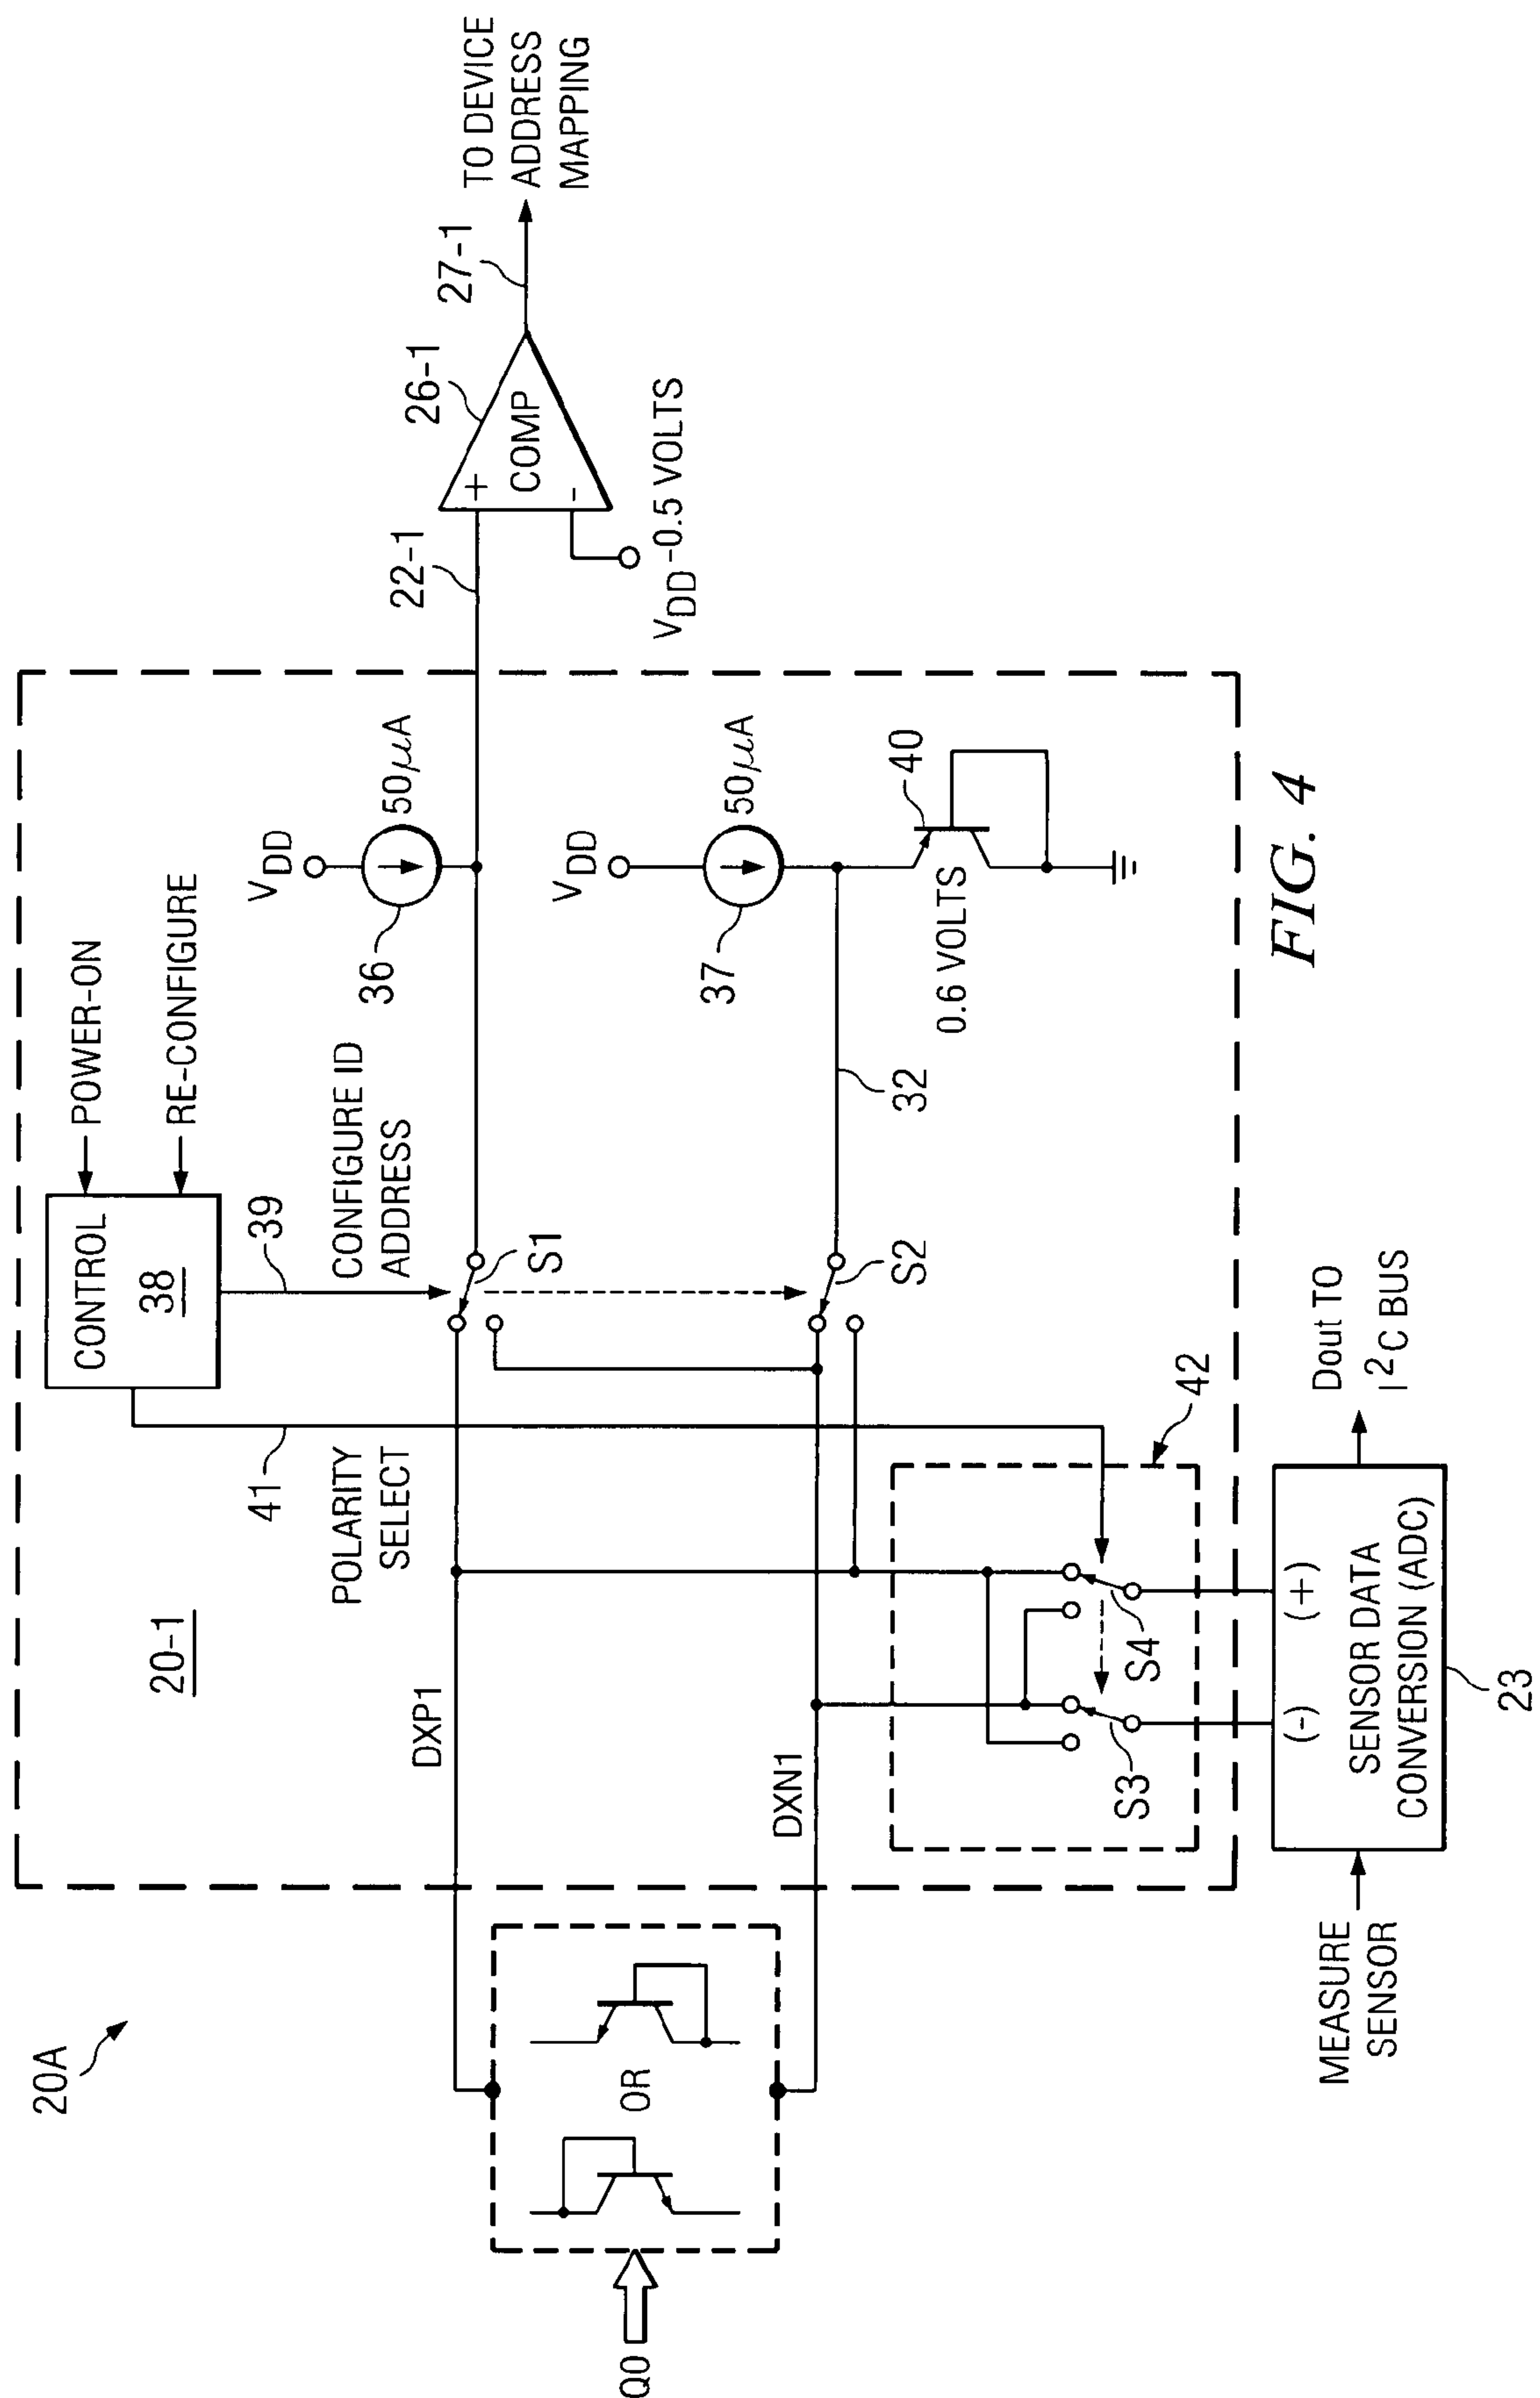 20A
20-1
CONTROL
38
POWER-ON
RE-CONFIGURE
39
41
POLARITY
SELECT
CONFIGURE ID
ADDRESS
VDD
50μA
36
22-1
26-1
COMP
+
-
27-1
TO DEVICE
ADDRESS
MAPPING
VDD-0.5 VOLTS
DXP1
S1
VDD
50μA
37
Q0
OR
DXN1
S2
32
0.6 VOLTS
40
42
S3
S4
MEASURE
SENSOR
(-)
(+)
SENSOR DATA
CONVERSION (ADC)
23
Dout TO
I2C BUS
FIG. 4